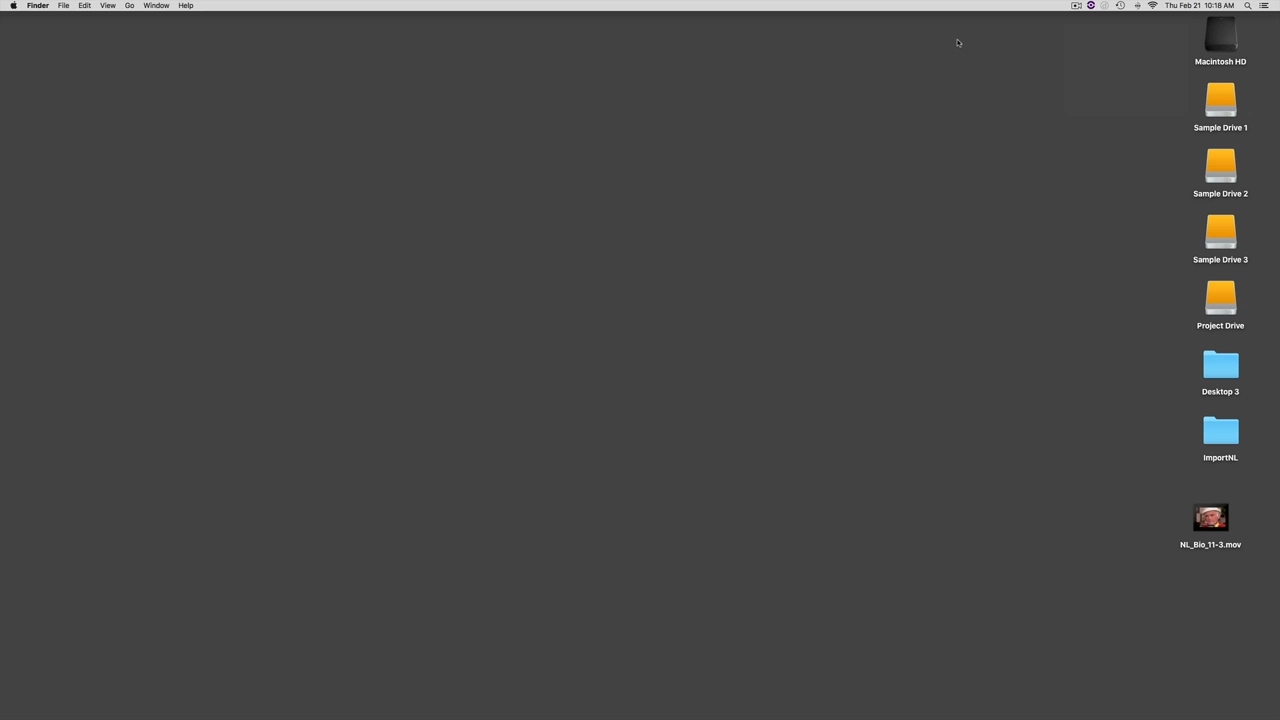 Finder File Edit View Go Window Help Thu Feb 21 10:18 AM
Macintosh HD
Sample Drive 1
Sample Drive 2
Sample Drive 3
Project Drive
Desktop 3
ImportNL
NL_Bio_11-3.mov